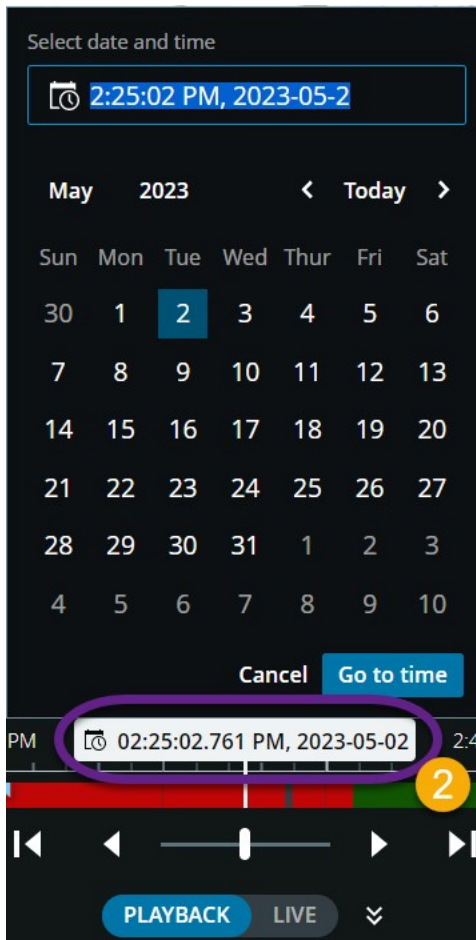 Select date and time
2:25:02 PM, 2023-05-2
May 2023 Today
Sun Mon Tue Wed Thur Fri Sat
30 1 2 3 4 5 6
7 8 9 10 11 12 13
14 15 16 17 18 19 20
21 22 23 24 25 26 27
28 29 30 31 1 2 3
4 5 6 7 8 9 10
Cancel Go to time
PM 02:25:02.761 PM, 2023-05-02 2:4
2
PLAYBACK LIVE